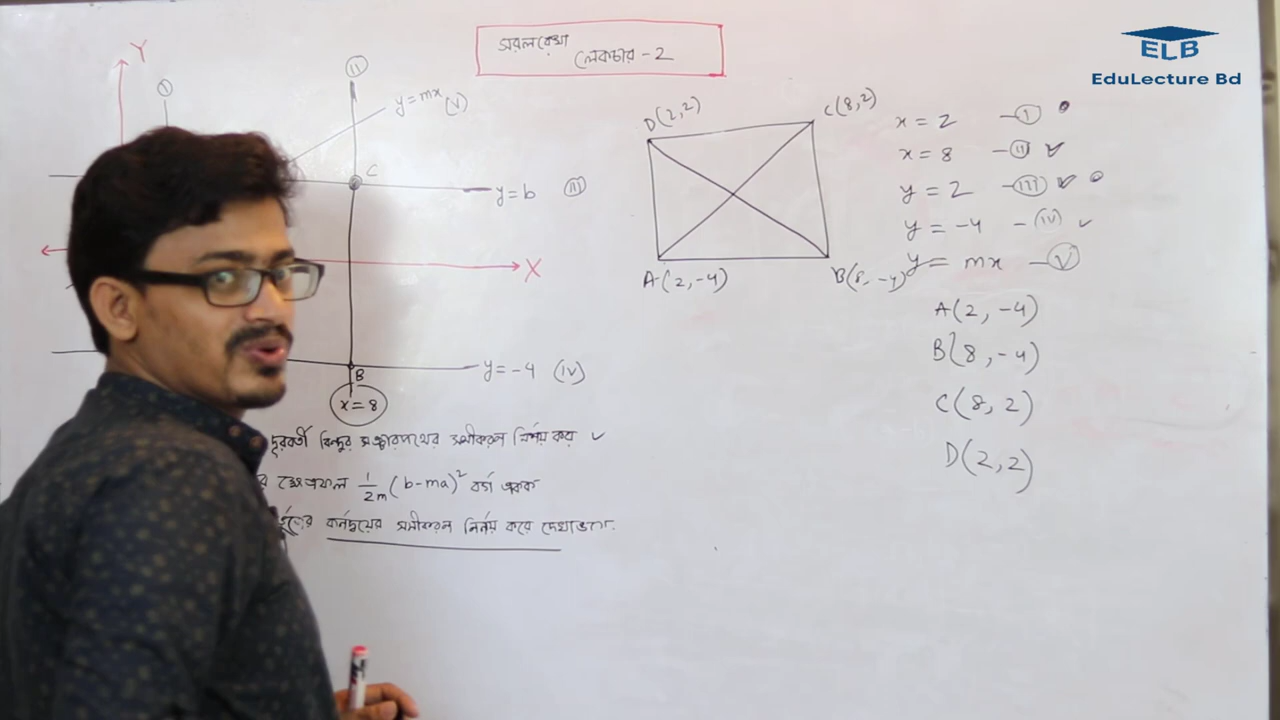 সরলরেখা
লেকচার - 2
ELB
EduLecture Bd
Y
I
II
y=mx (V)
C
y=b III
X
y=-4 (iv)
B
x=8
D(2,2)
C(8,2)
A(2,-4)
B(8,-4)
x = 2 - I
x = 8 - II ✓
y = 2 - III ✓
y = -4 - (iv) ✓
y = mx - V
A(2, -4)
B(8, -4)
C(8, 2)
D(2,2)
দূরবর্তী বিন্দুর সঞ্চারপথের সমীকরণ নির্ণয় কর ✓
র ক্ষেত্রফল 1/2m (b-ma)² বর্গ একক
কর্ণদ্বয়ের সমীকরণ নির্ণয় করে দেখাও